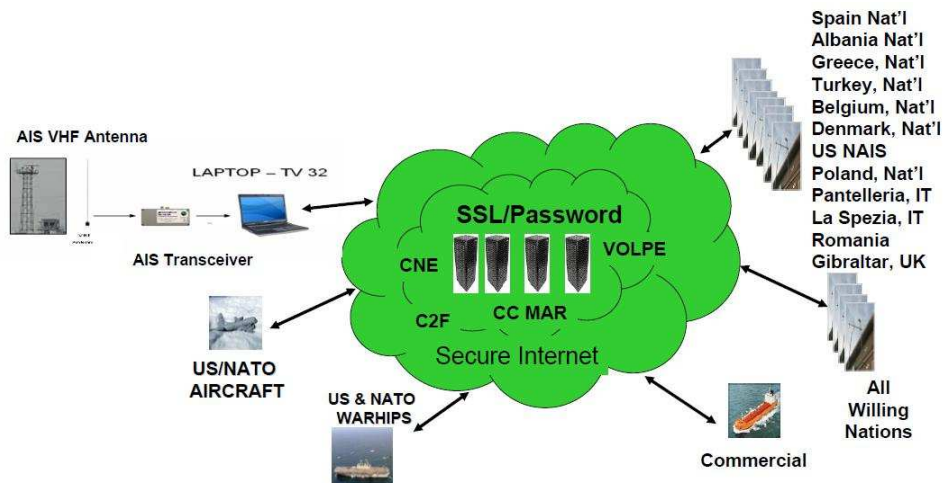 Spain Nat'l
Albania Nat'l
Greece, Nat'l
Turkey, Nat'l
Belgium, Nat'l
Denmark, Nat'l
US NAIS
Poland, Nat'l
Pantelleria, IT
La Spezia, IT
Romania
Gibraltar, UK
AIS VHF Antenna
LAPTOP – TV 32
AIS Transceiver
SSL/Password
CNE
VOLPE
C2F
CC MAR
Secure Internet
US/NATO
AIRCRAFT
US & NATO
WARHIPS
Commercial
All
Willing
Nations